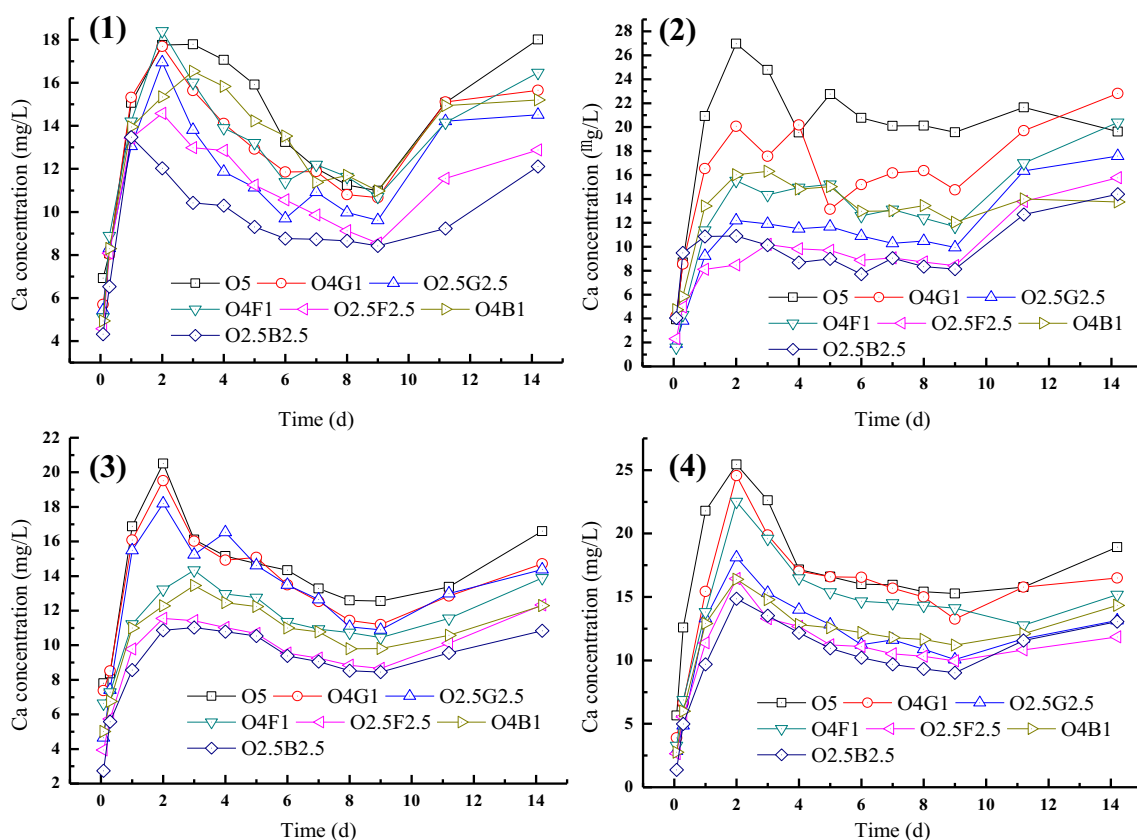 (1)
Ca concentration (mg/L)
18
16
14
12
10
8
6
4
O5 O4G1 O2.5G2.5
O4F1 O2.5F2.5 O4B1
O2.5B2.5
0 2 4 6 8 10 12 14
Time (d)
(2)
Ca concentration (mg/L)
28
26
24
22
20
18
16
14
12
10
8
6
4
2
0
O5 O4G1 O2.5G2.5
O4F1 O2.5F2.5 O4B1
O2.5B2.5
0 2 4 6 8 10 12 14
Time (d)
(3)
Ca concentration (mg/L)
22
20
18
16
14
12
10
8
6
4
2
O5 O4G1 O2.5G2.5
O4F1 O2.5F2.5 O4B1
O2.5B2.5
0 2 4 6 8 10 12 14
Time (d)
(4)
Ca concentration (mg/L)
25
20
15
10
5
0
O5 O4G1 O2.5G2.5
O4F1 O2.5F2.5 O4B1
O2.5B2.5
0 2 4 6 8 10 12 14
Time (d)